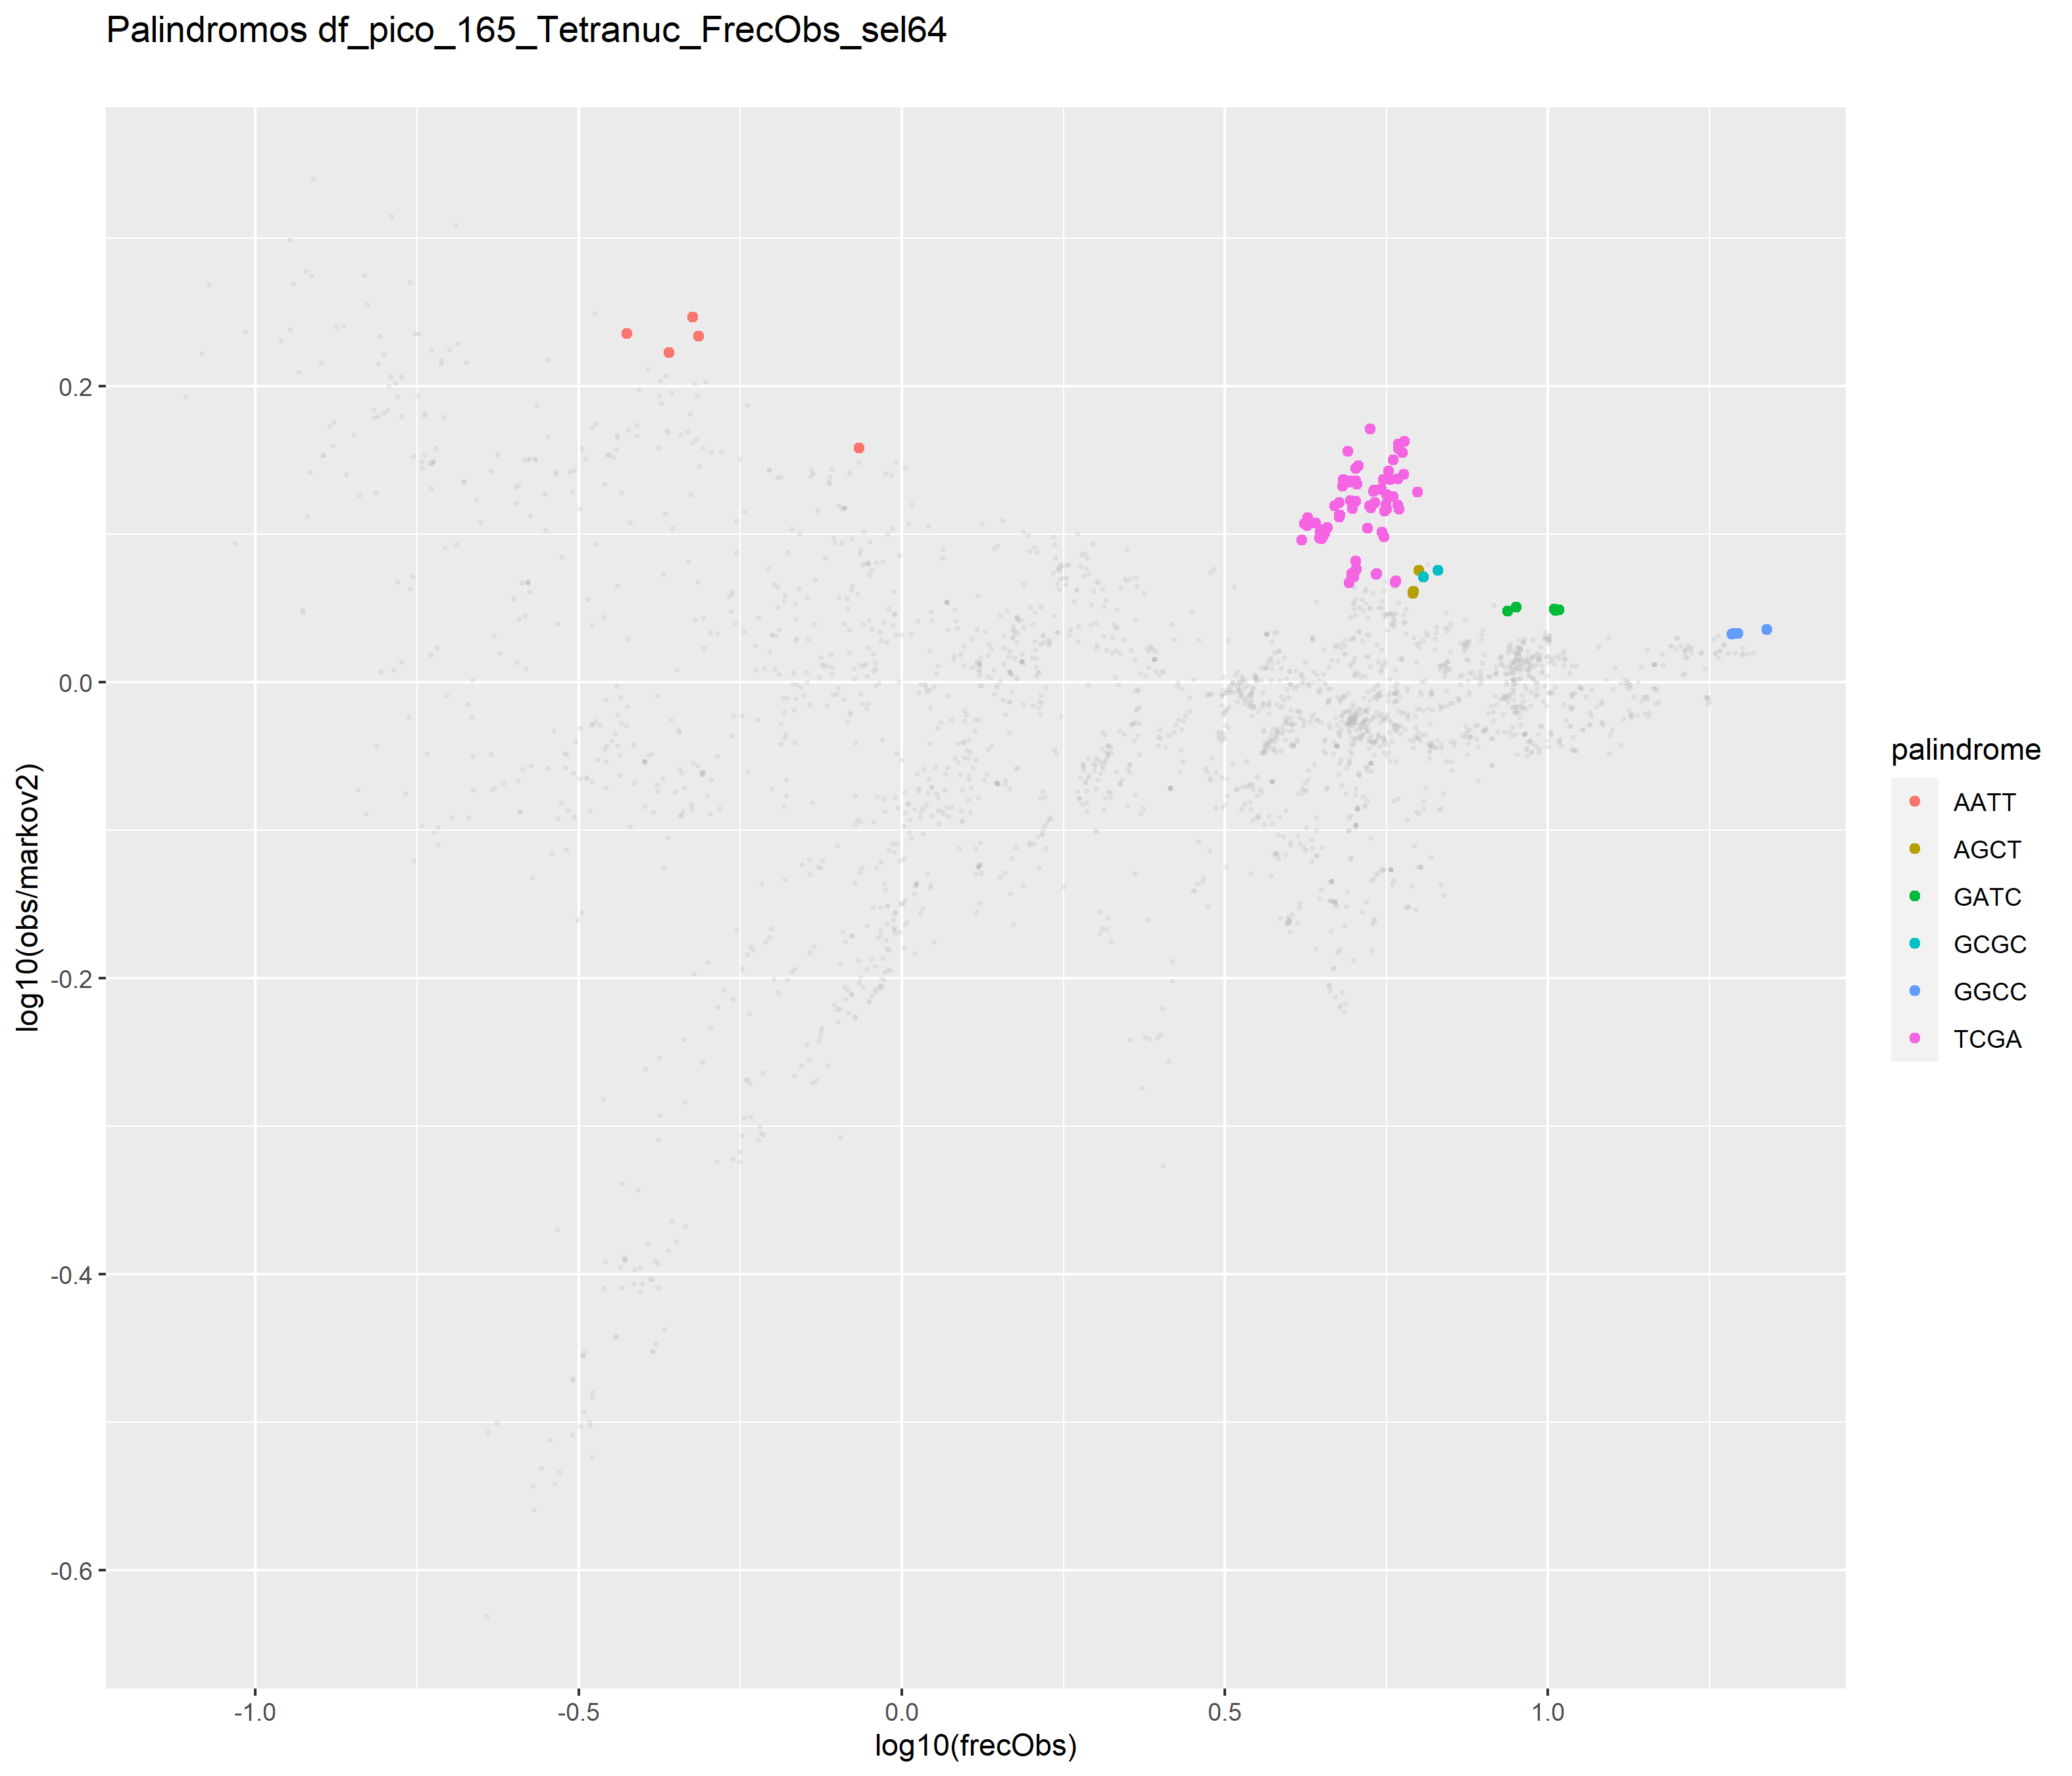 Palindromos df_pico_165_Tetranuc_FrecObs_sel64
log10(obs/markov2)
0.2
0.0
-0.2
-0.4
-0.6
-1.0
-0.5
0.0
0.5
1.0
log10(frecObs)
palindrome
AATT
AGCT
GATC
GCGC
GGCC
TCGA